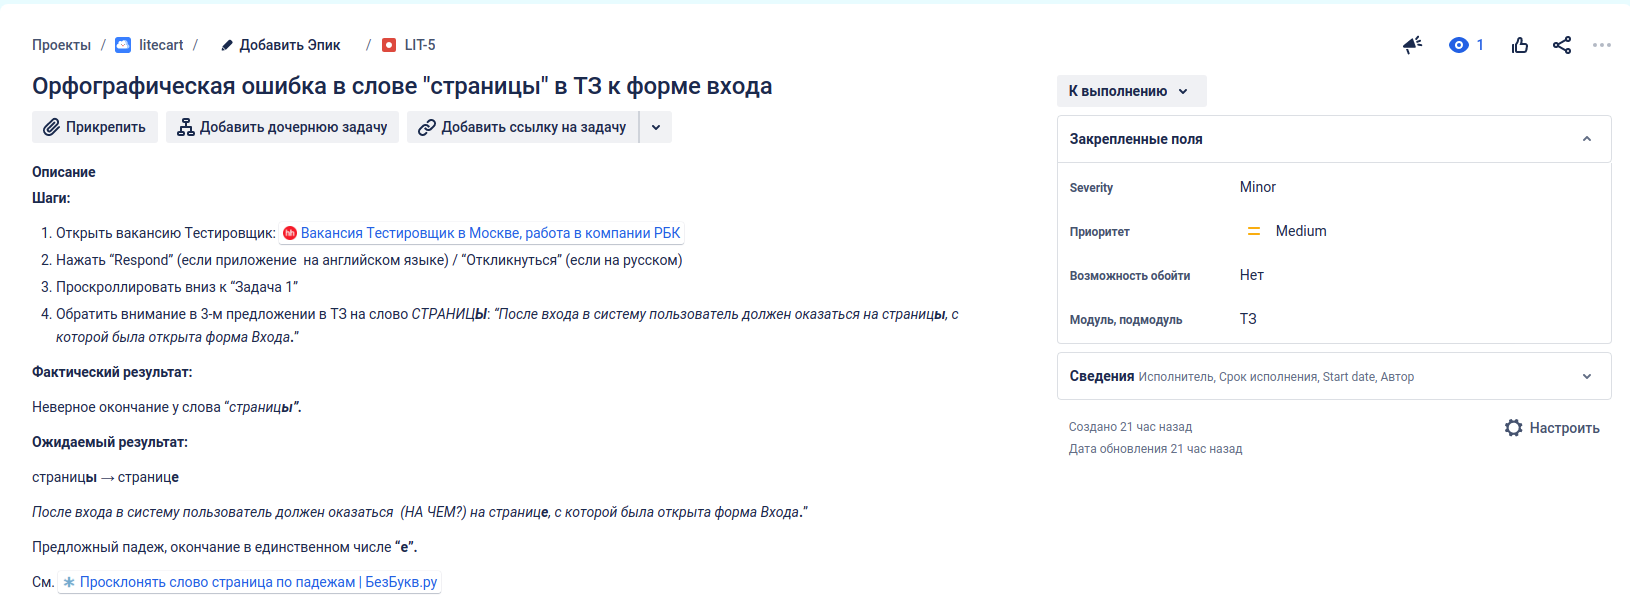 Проекты / litecart / Добавить Эпик / LIT-5
1
Орфографическая ошибка в слове "страницы" в ТЗ к форме входа
Прикрепить
Добавить дочернюю задачу
Добавить ссылку на задачу
Описание
Шаги:
1. Открыть вакансию Тестировщик: hh Вакансия Тестировщик в Москве, работа в компании РБК
2. Нажать “Respond” (если приложение на английском языке) / “Откликнуться” (если на русском)
3. Проскроллировать вниз к “Задача 1”
4. Обратить внимание в 3-м предложении в ТЗ на слово СТРАНИЦЫ: “После входа в систему пользователь должен оказаться на страницы, с
которой была открыта форма Входа.”
Фактический результат:
Неверное окончание у слова “страницы”.
Ожидаемый результат:
страницы → странице
После входа в систему пользователь должен оказаться (НА ЧЕМ?) на странице, с которой была открыта форма Входа.”
Предложный падеж, окончание в единственном числе “е”.
См. Просклонять слово страница по падежам | БезБукв.ру
К выполнению
Закрепленные поля
Severity Minor
Приоритет Medium
Возможность обойти Нет
Модуль, подмодуль ТЗ
Сведения Исполнитель, Срок исполнения, Start date, Автор
Создано 21 час назад
Настроить
Дата обновления 21 час назад